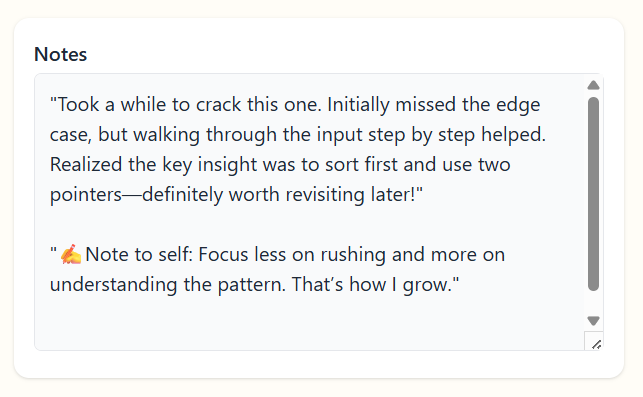 Notes
"Took a while to crack this one. Initially missed the edge
case, but walking through the input step by step helped.
Realized the key insight was to sort first and use two
pointers—definitely worth revisiting later!"
"✍️Note to self: Focus less on rushing and more on
understanding the pattern. That’s how I grow."